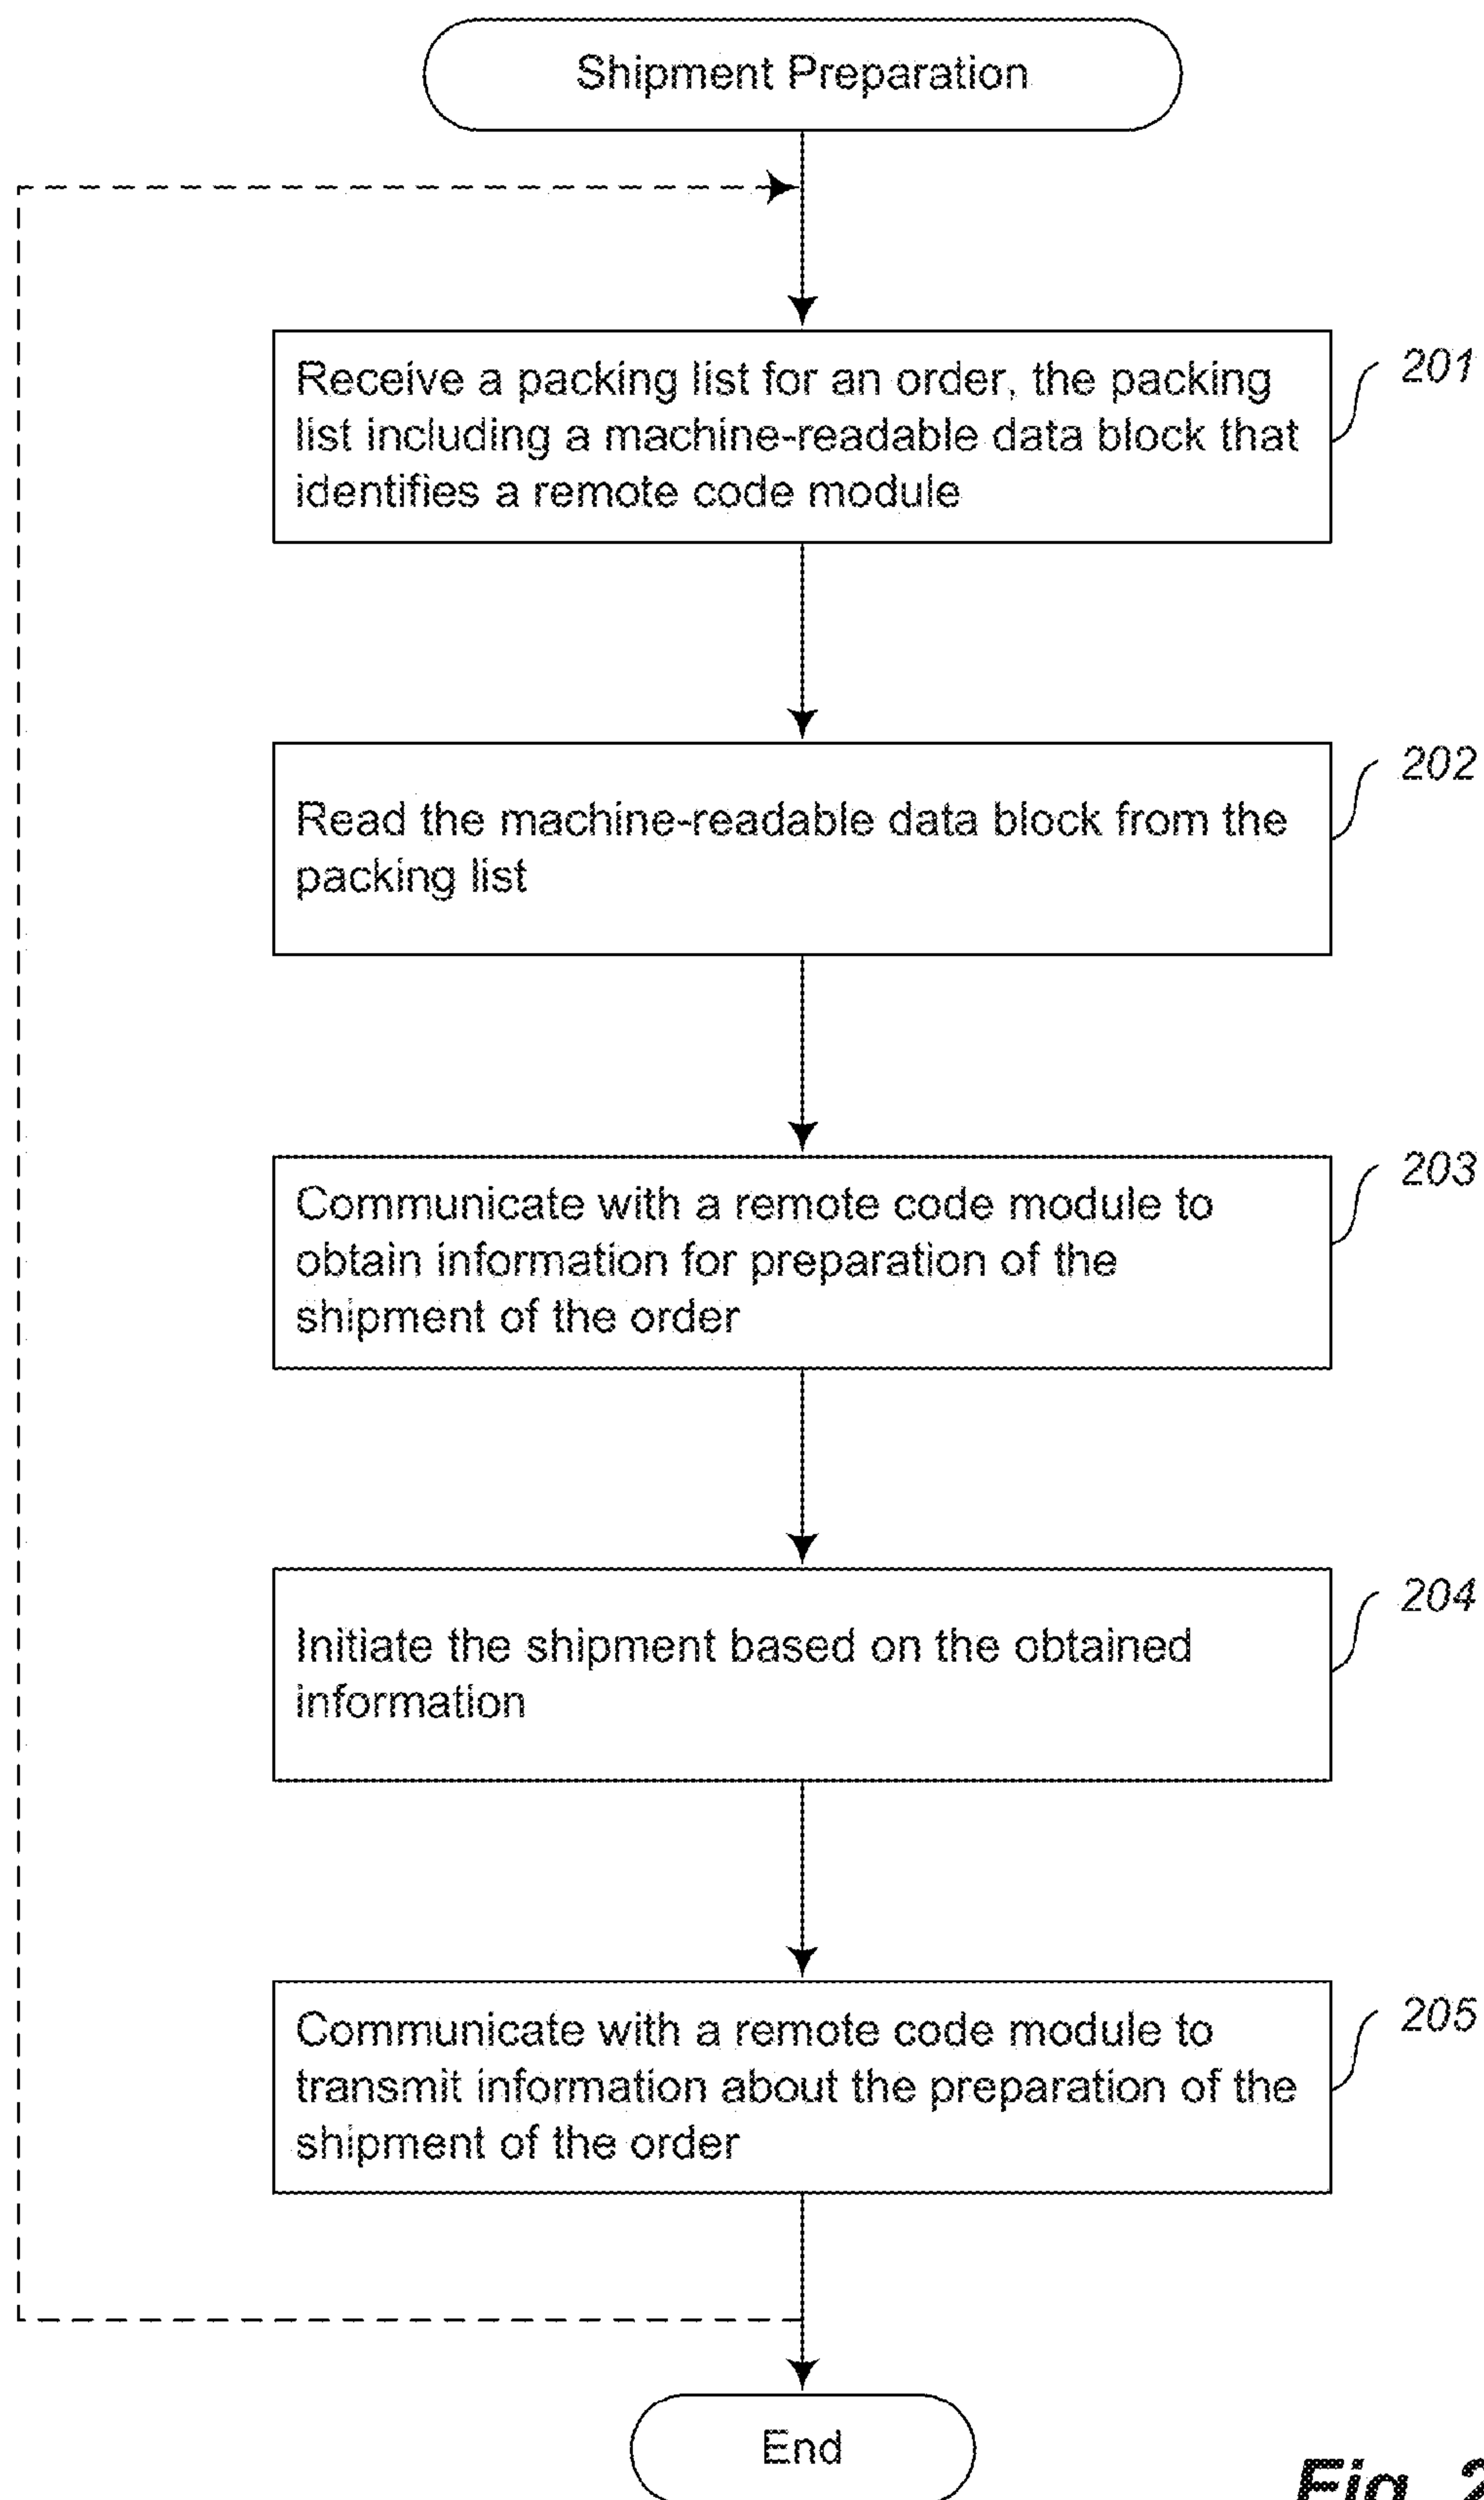 Shipment Preparation
Receive a packing list for an order, the packing
list including a machine-readable data block that
identifies a remote code module
201
Read the machine-readable data block from the
packing list
202
Communicate with a remote code module to
obtain information for preparation of the
shipment of the order
203
Initiate the shipment based on the obtained
information
204
Communicate with a remote code module to
transmit information about the preparation of the
shipment of the order
205
End
Fig. 2